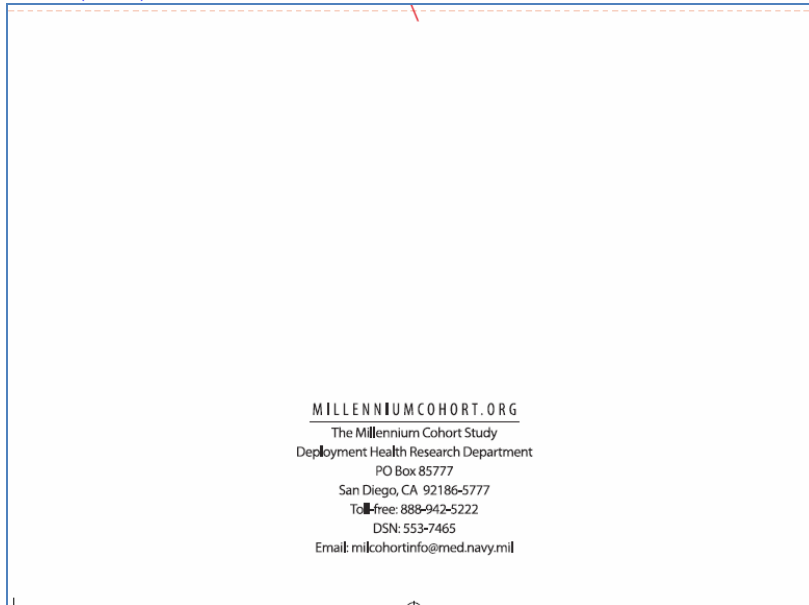 MILLENNIUMCOHORT.ORG
The Millennium Cohort Study
Deployment Health Research Department
PO Box 85777
San Diego, CA 92186-5777
Toll-free: 888-942-5222
DSN: 553-7465
Email: milcohortinfo@med.navy.mil